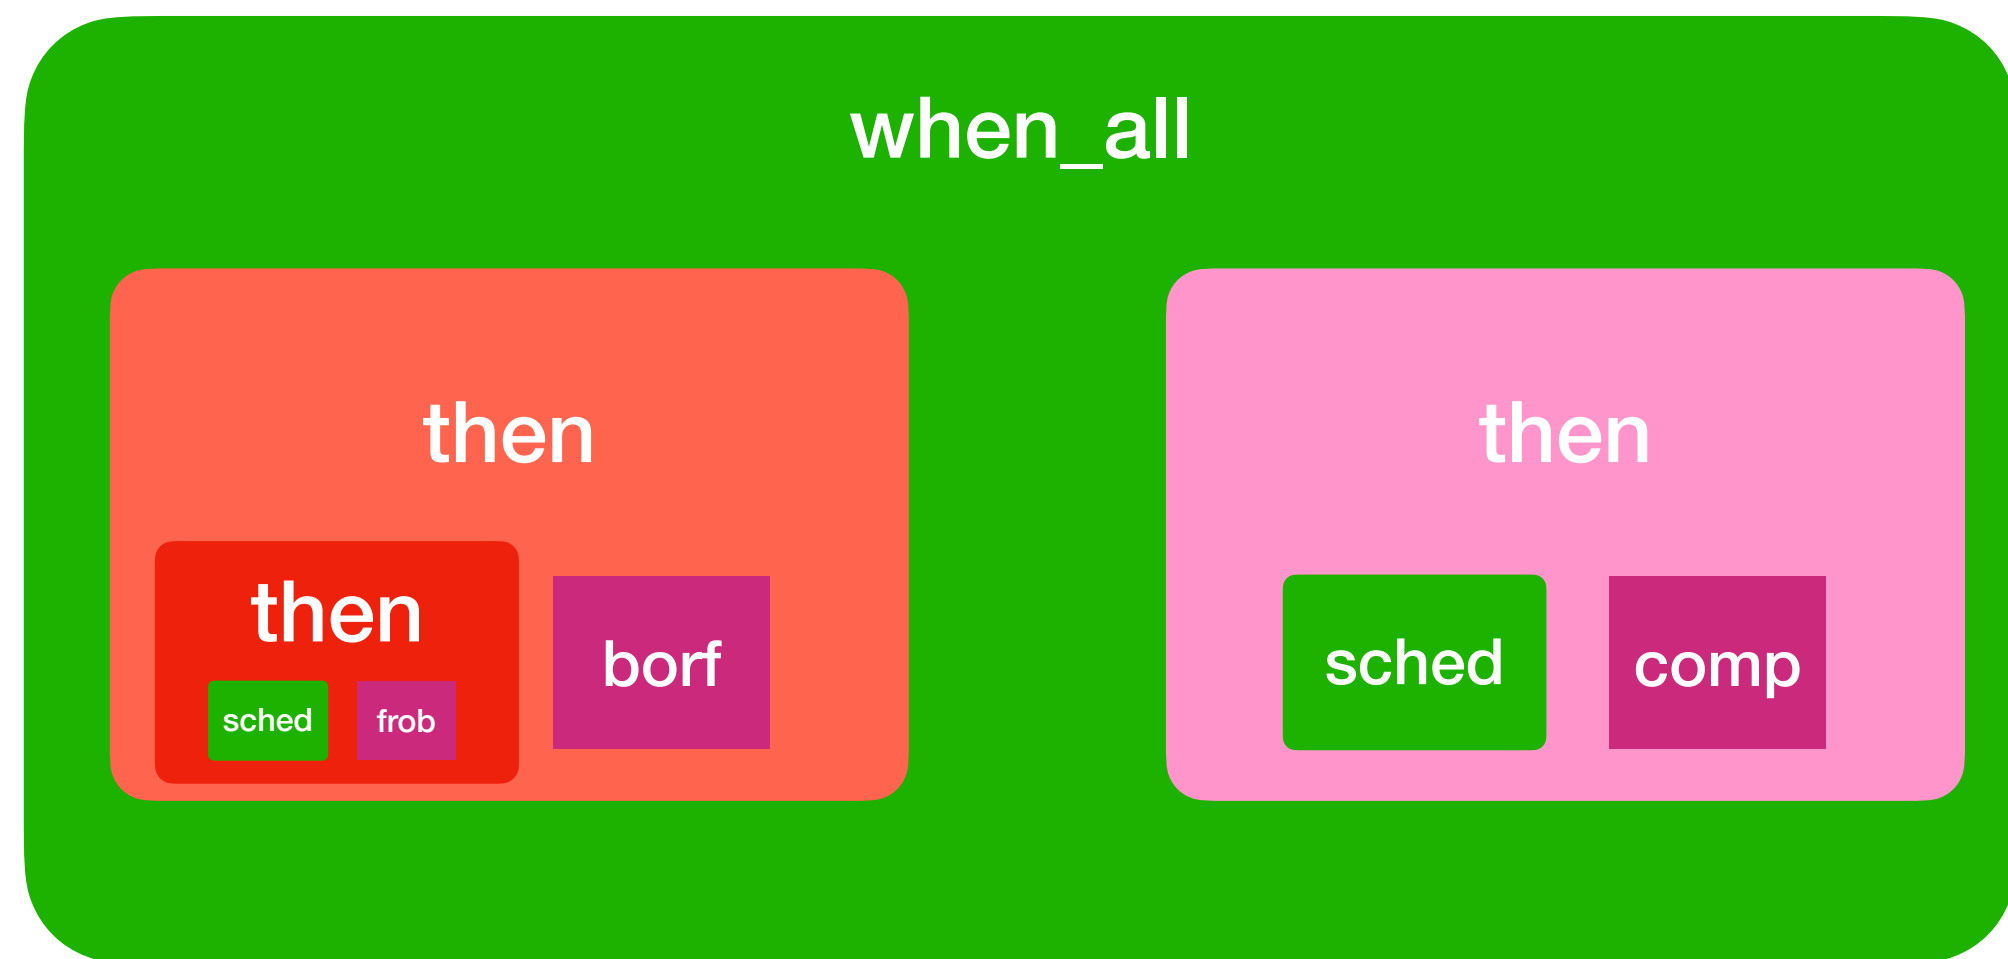 when_all
then
then
then
sched
frob
borf
sched
comp